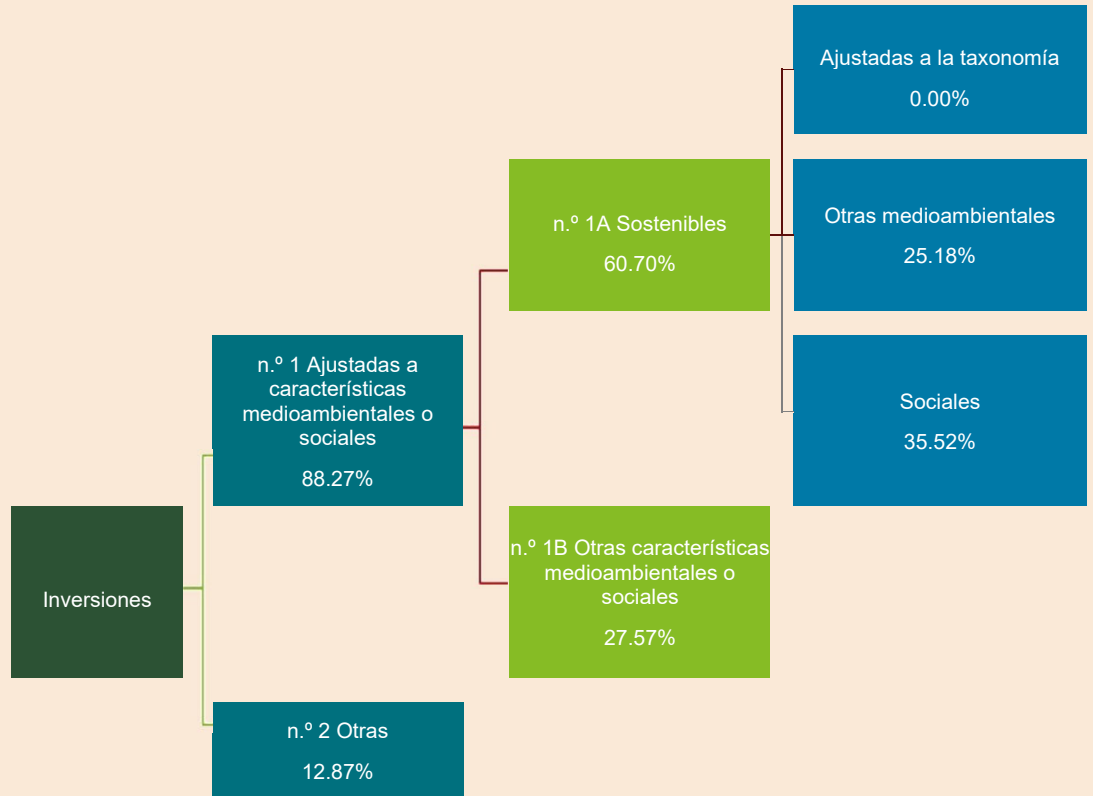 Inversiones
n.º 1 Ajustadas a
características
medioambientales o
sociales
88.27%
n.º 2 Otras
12.87%
n.º 1A Sostenibles
60.70%
n.º 1B Otras características
medioambientales o
sociales
27.57%
Ajustadas a la taxonomía
0.00%
Otras medioambientales
25.18%
Sociales
35.52%